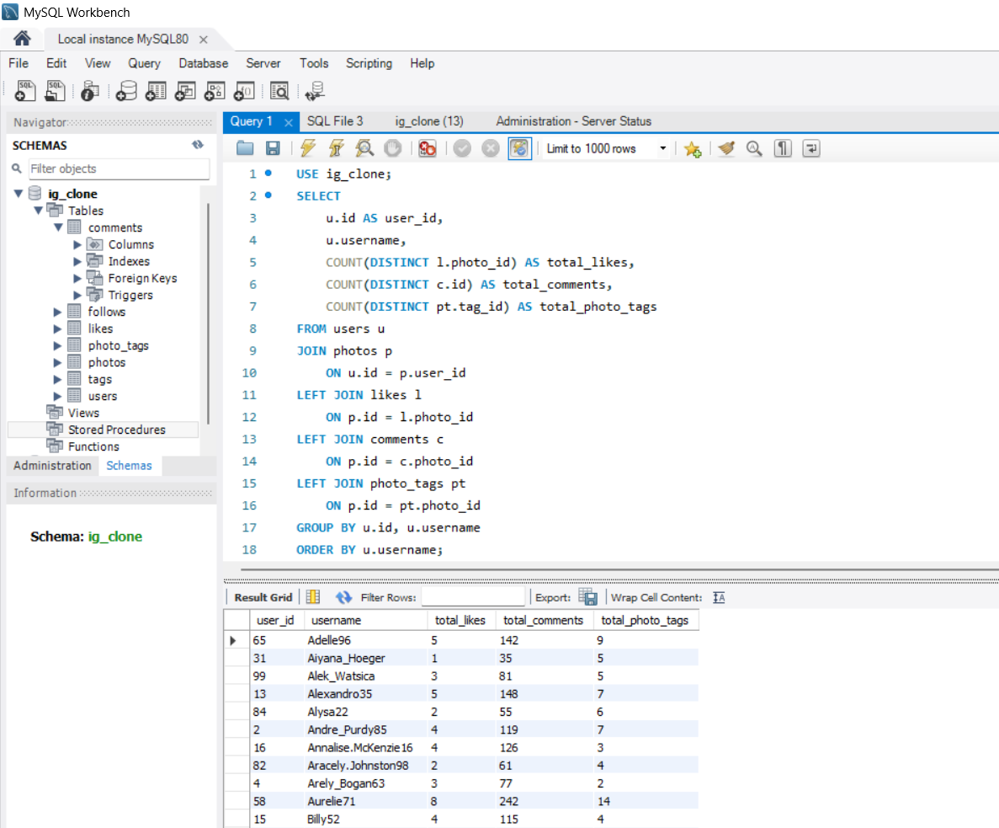 MySQL Workbench
Local instance MySQL80
File Edit View Query Database Server Tools Scripting Help
Navigator
SCHEMAS
Filter objects
ig_clone
Tables
comments
Columns
Indexes
Foreign Keys
Triggers
follows
likes
photo_tags
photos
tags
users
Views
Stored Procedures
Functions
Administration Schemas
Information
Schema: ig_clone
Query 1 SQL File 3 ig_clone (13) Administration - Server Status
Limit to 1000 rows
1 USE ig_clone;
2 SELECT
3 u.id AS user_id,
4 u.username,
5 COUNT(DISTINCT l.photo_id) AS total_likes,
6 COUNT(DISTINCT c.id) AS total_comments,
7 COUNT(DISTINCT pt.tag_id) AS total_photo_tags
8 FROM users u
9 JOIN photos p
10 ON u.id = p.user_id
11 LEFT JOIN likes l
12 ON p.id = l.photo_id
13 LEFT JOIN comments c
14 ON p.id = c.photo_id
15 LEFT JOIN photo_tags pt
16 ON p.id = pt.photo_id
17 GROUP BY u.id, u.username
18 ORDER BY u.username;
Result Grid Filter Rows: Export: Wrap Cell Content:
user_id username total_likes total_comments total_photo_tags
65 Adelle96 5 142 9
31 Aiyana_Hoeger 1 35 5
99 Alek_Watsica 3 81 5
13 Alexandro35 5 148 7
84 Alysa22 2 55 6
2 Andre_Purdy85 4 119 7
16 Annalise.McKenzie16 4 126 3
82 Aracely.Johnston98 2 61 4
4 Arely_Bogan63 3 77 2
58 Aurelie71 8 242 14
15 Billy52 4 115 4